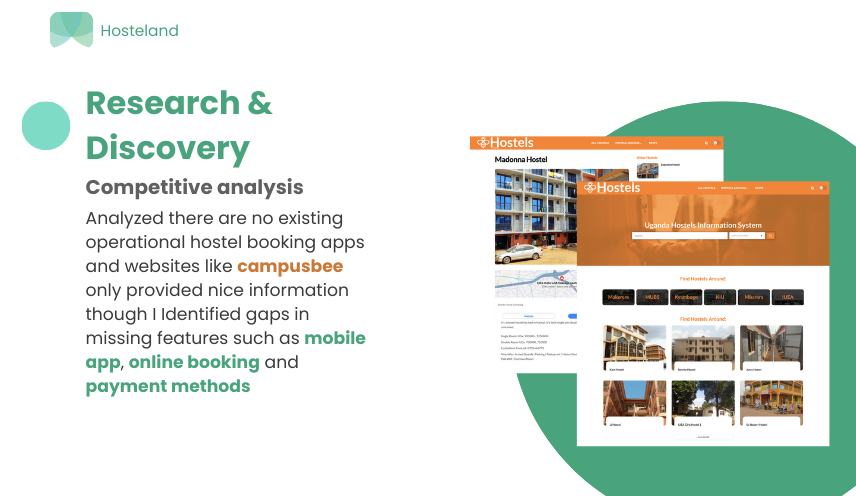 Hosteland
Research &
Discovery
Competitive analysis
Analyzed there are no existing
operational hostel booking apps
and websites like campusbee
only provided nice information
though I Identified gaps in
missing features such as mobile
app, online booking and
payment methods
Hostels
Madonna Hostel
Hostels
Uganda Hostels Information System
Find Hostels Around:
Makerere MUBS Kyambogo KIU Mbarara IUEA
Find Hostels Around: